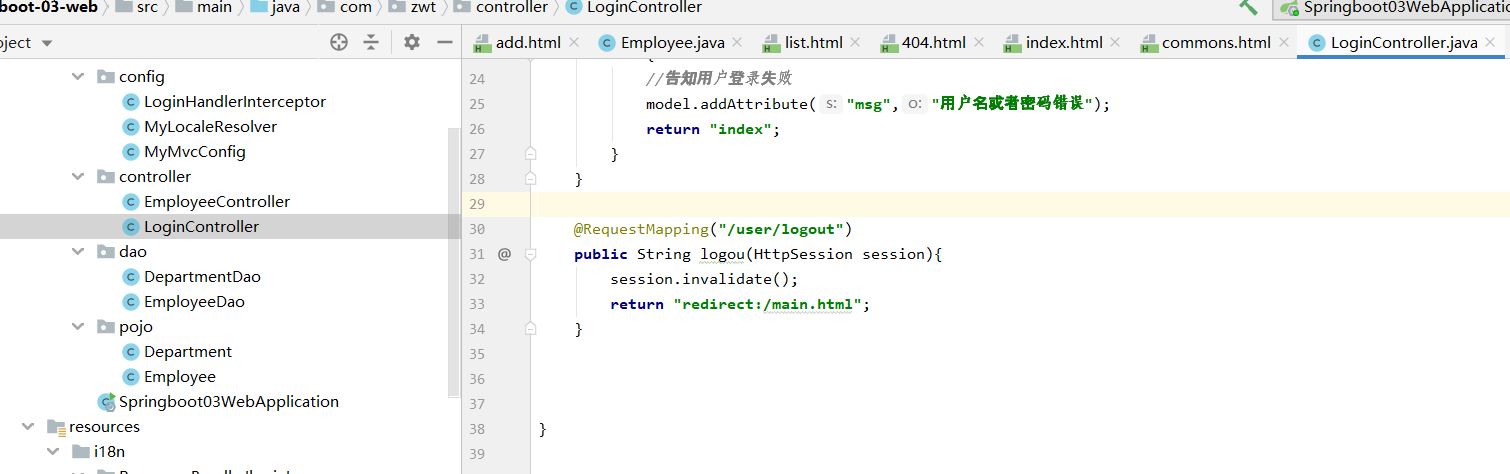 boot-03-web src main java com zwt controller LoginController Springboot03WebApplication
oject add.html Employee.java list.html 404.html index.html commons.html LoginController.java
config
LoginHandlerInterceptor
MyLocaleResolver
MyMvcConfig
controller
EmployeeController
LoginController
dao
DepartmentDao
EmployeeDao
pojo
Department
Employee
Springboot03WebApplication
resources
i18n
24 //告知用户登录失败
25 model.addAttribute( s: "msg", o: "用户名或者密码错误");
26 return "index";
27 }
28 }
29
30 @RequestMapping("/user/logout")
31 @ public String logou(HttpSession session){
32 session.invalidate();
33 return "redirect:/main.html";
34 }
35
36
37
38 }
39